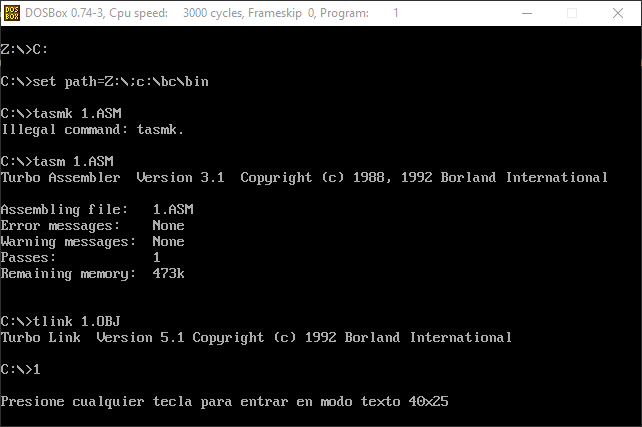 DOS
BOX
DOSBox 0.74-3, Cpu speed: 3000 cycles, Frameskip 0, Program: 1
Z:\>C:
C:\>set path=Z:\;c:\bc\bin
C:\>tasmk 1.ASM
Illegal command: tasmk.
C:\>tasm 1.ASM
Turbo Assembler  Version 3.1  Copyright (c) 1988, 1992 Borland International
Assembling file:   1.ASM
Error messages:    None
Warning messages:  None
Passes:            1
Remaining memory:  473k
C:\>tlink 1.OBJ
Turbo Link  Version 5.1 Copyright (c) 1992 Borland International
C:\>1
Presione cualquier tecla para entrar en modo texto 40x25